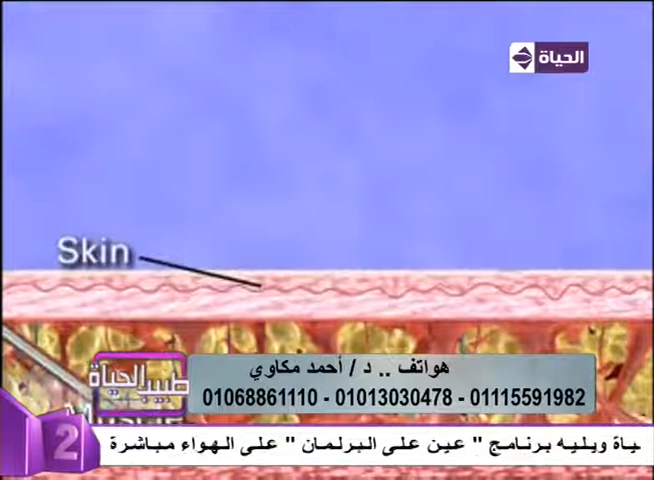 الحياة
Skin
هواتف .. د / أحمد مكاوي
01068861110 - 01013030478 - 01115591982
طبيب الحياة
2
ـياة ويليه برنامج " عين على البرلمان " على الهواء مباشرة